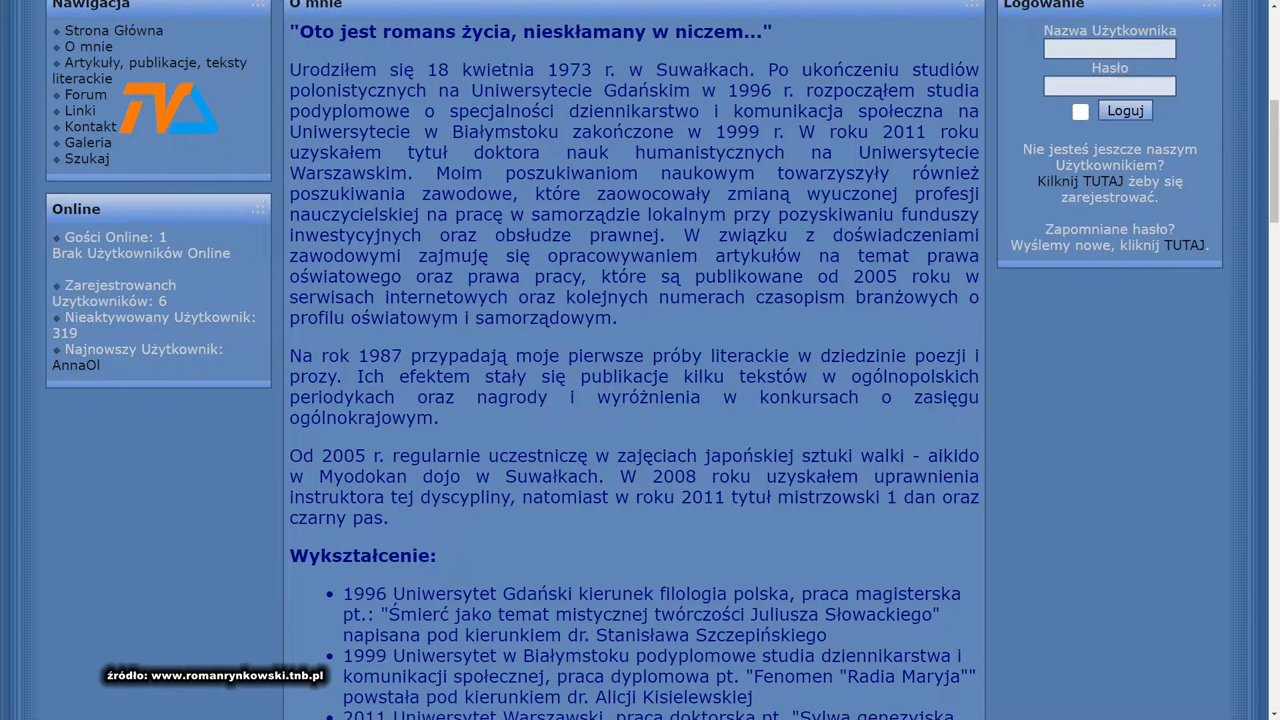 Nawigacja
Strona Główna
O mnie
Artykuły, publikacje, teksty
literackie
Forum
Linki
Kontakt
Galeria
Szukaj
TVA
Online
Gości Online: 1
Brak Użytkowników Online
Zarejestrowanch
Uzytkowników: 6
Nieaktywowany Użytkownik:
319
Najnowszy Użytkownik:
AnnaOl
O mnie
"Oto jest romans życia, nieskłamany w niczem..."
Urodziłem się 18 kwietnia 1973 r. w Suwałkach. Po ukończeniu studiów
polonistycznych na Uniwersytecie Gdańskim w 1996 r. rozpocząłem studia
podyplomowe o specjalności dziennikarstwo i komunikacja społeczna na
Uniwersytecie w Białymstoku zakończone w 1999 r. W roku 2011 roku
uzyskałem tytuł doktora nauk humanistycznych na Uniwersytecie
Warszawskim. Moim poszukiwaniom naukowym towarzyszyły również
poszukiwania zawodowe, które zaowocowały zmianą wyuczonej profesji
nauczycielskiej na pracę w samorządzie lokalnym przy pozyskiwaniu funduszy
inwestycyjnych oraz obsłudze prawnej. W związku z doświadczeniami
zawodowymi zajmuję się opracowywaniem artykułów na temat prawa
oświatowego oraz prawa pracy, które są publikowane od 2005 roku w
serwisach internetowych oraz kolejnych numerach czasopism branżowych o
profilu oświatowym i samorządowym.
Na rok 1987 przypadają moje pierwsze próby literackie w dziedzinie poezji i
prozy. Ich efektem stały się publikacje kilku tekstów w ogólnopolskich
periodykach oraz nagrody i wyróżnienia w konkursach o zasięgu
ogólnokrajowym.
Od 2005 r. regularnie uczestniczę w zajęciach japońskiej sztuki walki - aikido
w Myodokan dojo w Suwałkach. W 2008 roku uzyskałem uprawnienia
instruktora tej dyscypliny, natomiast w roku 2011 tytuł mistrzowski 1 dan oraz
czarny pas.
Wykształcenie:
1996 Uniwersytet Gdański kierunek filologia polska, praca magisterska
pt.: "Śmierć jako temat mistycznej twórczości Juliusza Słowackiego"
napisana pod kierunkiem dr. Stanisława Szczepińskiego
1999 Uniwersytet w Białymstoku podyplomowe studia dziennikarstwa i
komunikacji społecznej, praca dyplomowa pt. "Fenomen "Radia Maryja""
powstała pod kierunkiem dr. Alicji Kisielewskiej
2011 Uniwersytet Warszawski, praca doktorska pt. "Sylwa genezyjska
Logowanie
Nazwa Użytkownika
Hasło
Loguj
Nie jesteś jeszcze naszym
Użytkownikiem?
Kilknij TUTAJ żeby się
zarejestrować.
Zapomniane hasło?
Wyślemy nowe, kliknij TUTAJ.
źródło: www.romanrynkowski.tnb.pl